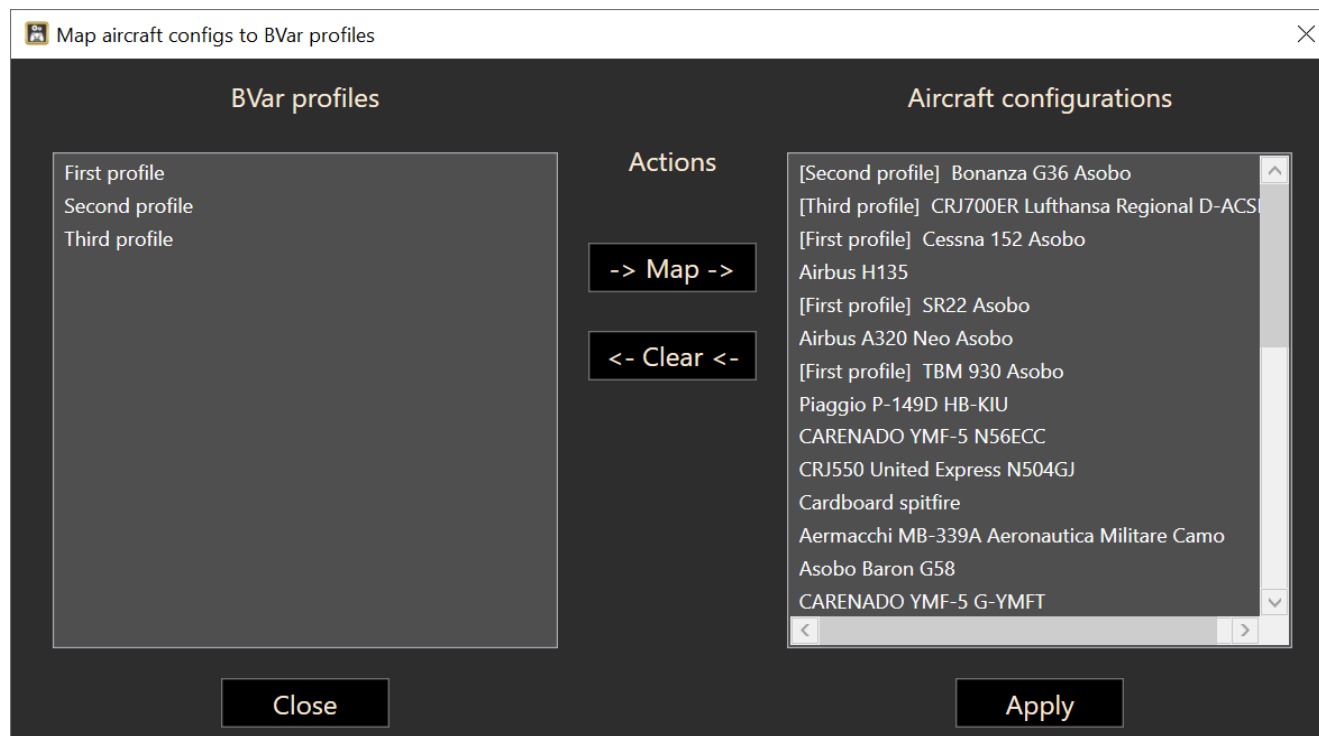 Map aircraft configs to BVar profiles
BVar profiles
First profile
Second profile
Third profile
Actions
-> Map ->
<- Clear <-
Aircraft configurations
[Second profile]  Bonanza G36 Asobo
[Third profile]  CRJ700ER Lufthansa Regional
[First profile]  Cessna 152 Asobo
Airbus H135
[First profile]  SR22 Asobo
Airbus A320 Neo Asobo
[First profile]  TBM 930 Asobo
Piaggio P-149D HB-KIU
CARENADO YMF-5 N56ECC
CRJ550 United Express N504GJ
Cardboard spitfire
Aermacchi MB-339A Aeronautica Militare Camo
Asobo Baron G58
CARENADO YMF-5 G-YMFT
Close
Apply